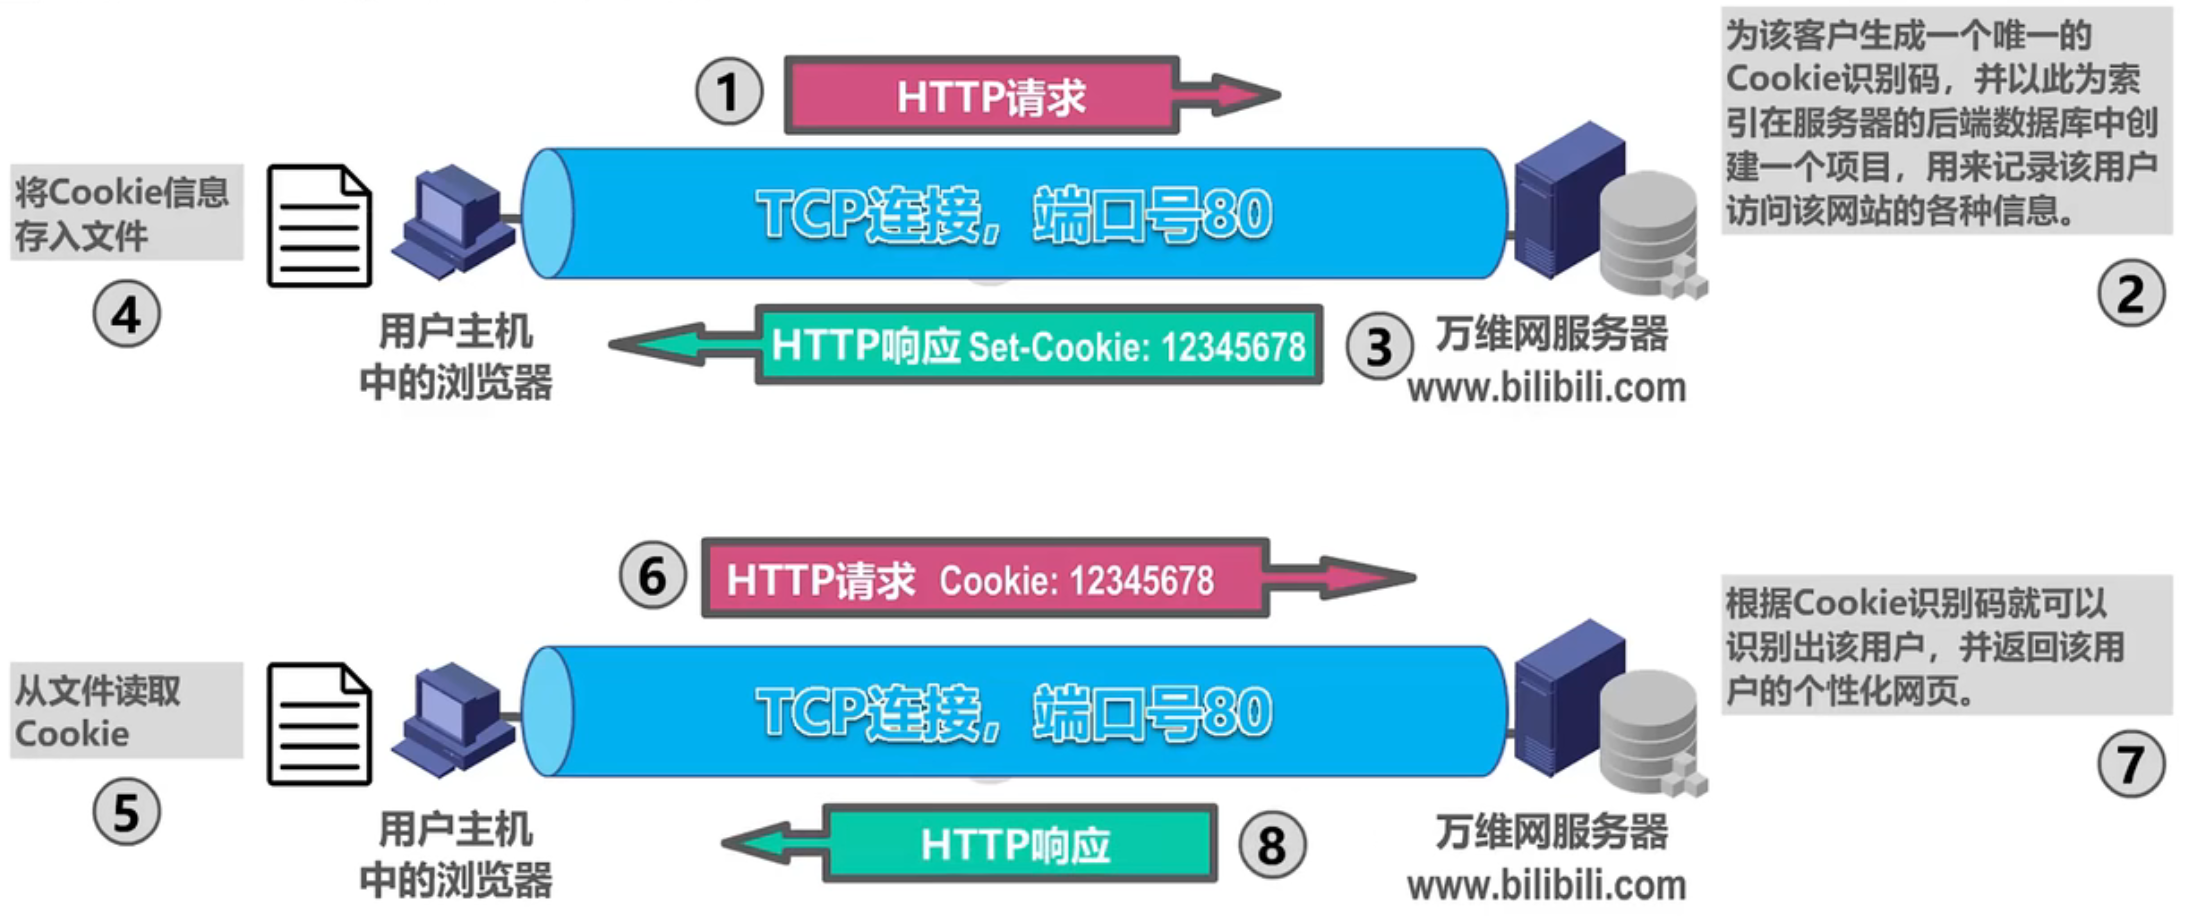 ①
HTTP请求
为该客户生成一个唯一的
Cookie识别码，并以此为索
引在服务器的后端数据库中创
建一个项目，用来记录该用户
访问该网站的各种信息。
②
将Cookie信息
存入文件
④
TCP连接，端口号80
用户主机
中的浏览器
HTTP响应 Set-Cookie: 12345678
③
万维网服务器
www.bilibili.com
⑥
HTTP请求 Cookie: 12345678
根据Cookie识别码就可以
识别出该用户，并返回该用
户的个性化网页。
⑦
从文件读取
Cookie
⑤
TCP连接，端口号80
用户主机
中的浏览器
HTTP响应
⑧
万维网服务器
www.bilibili.com